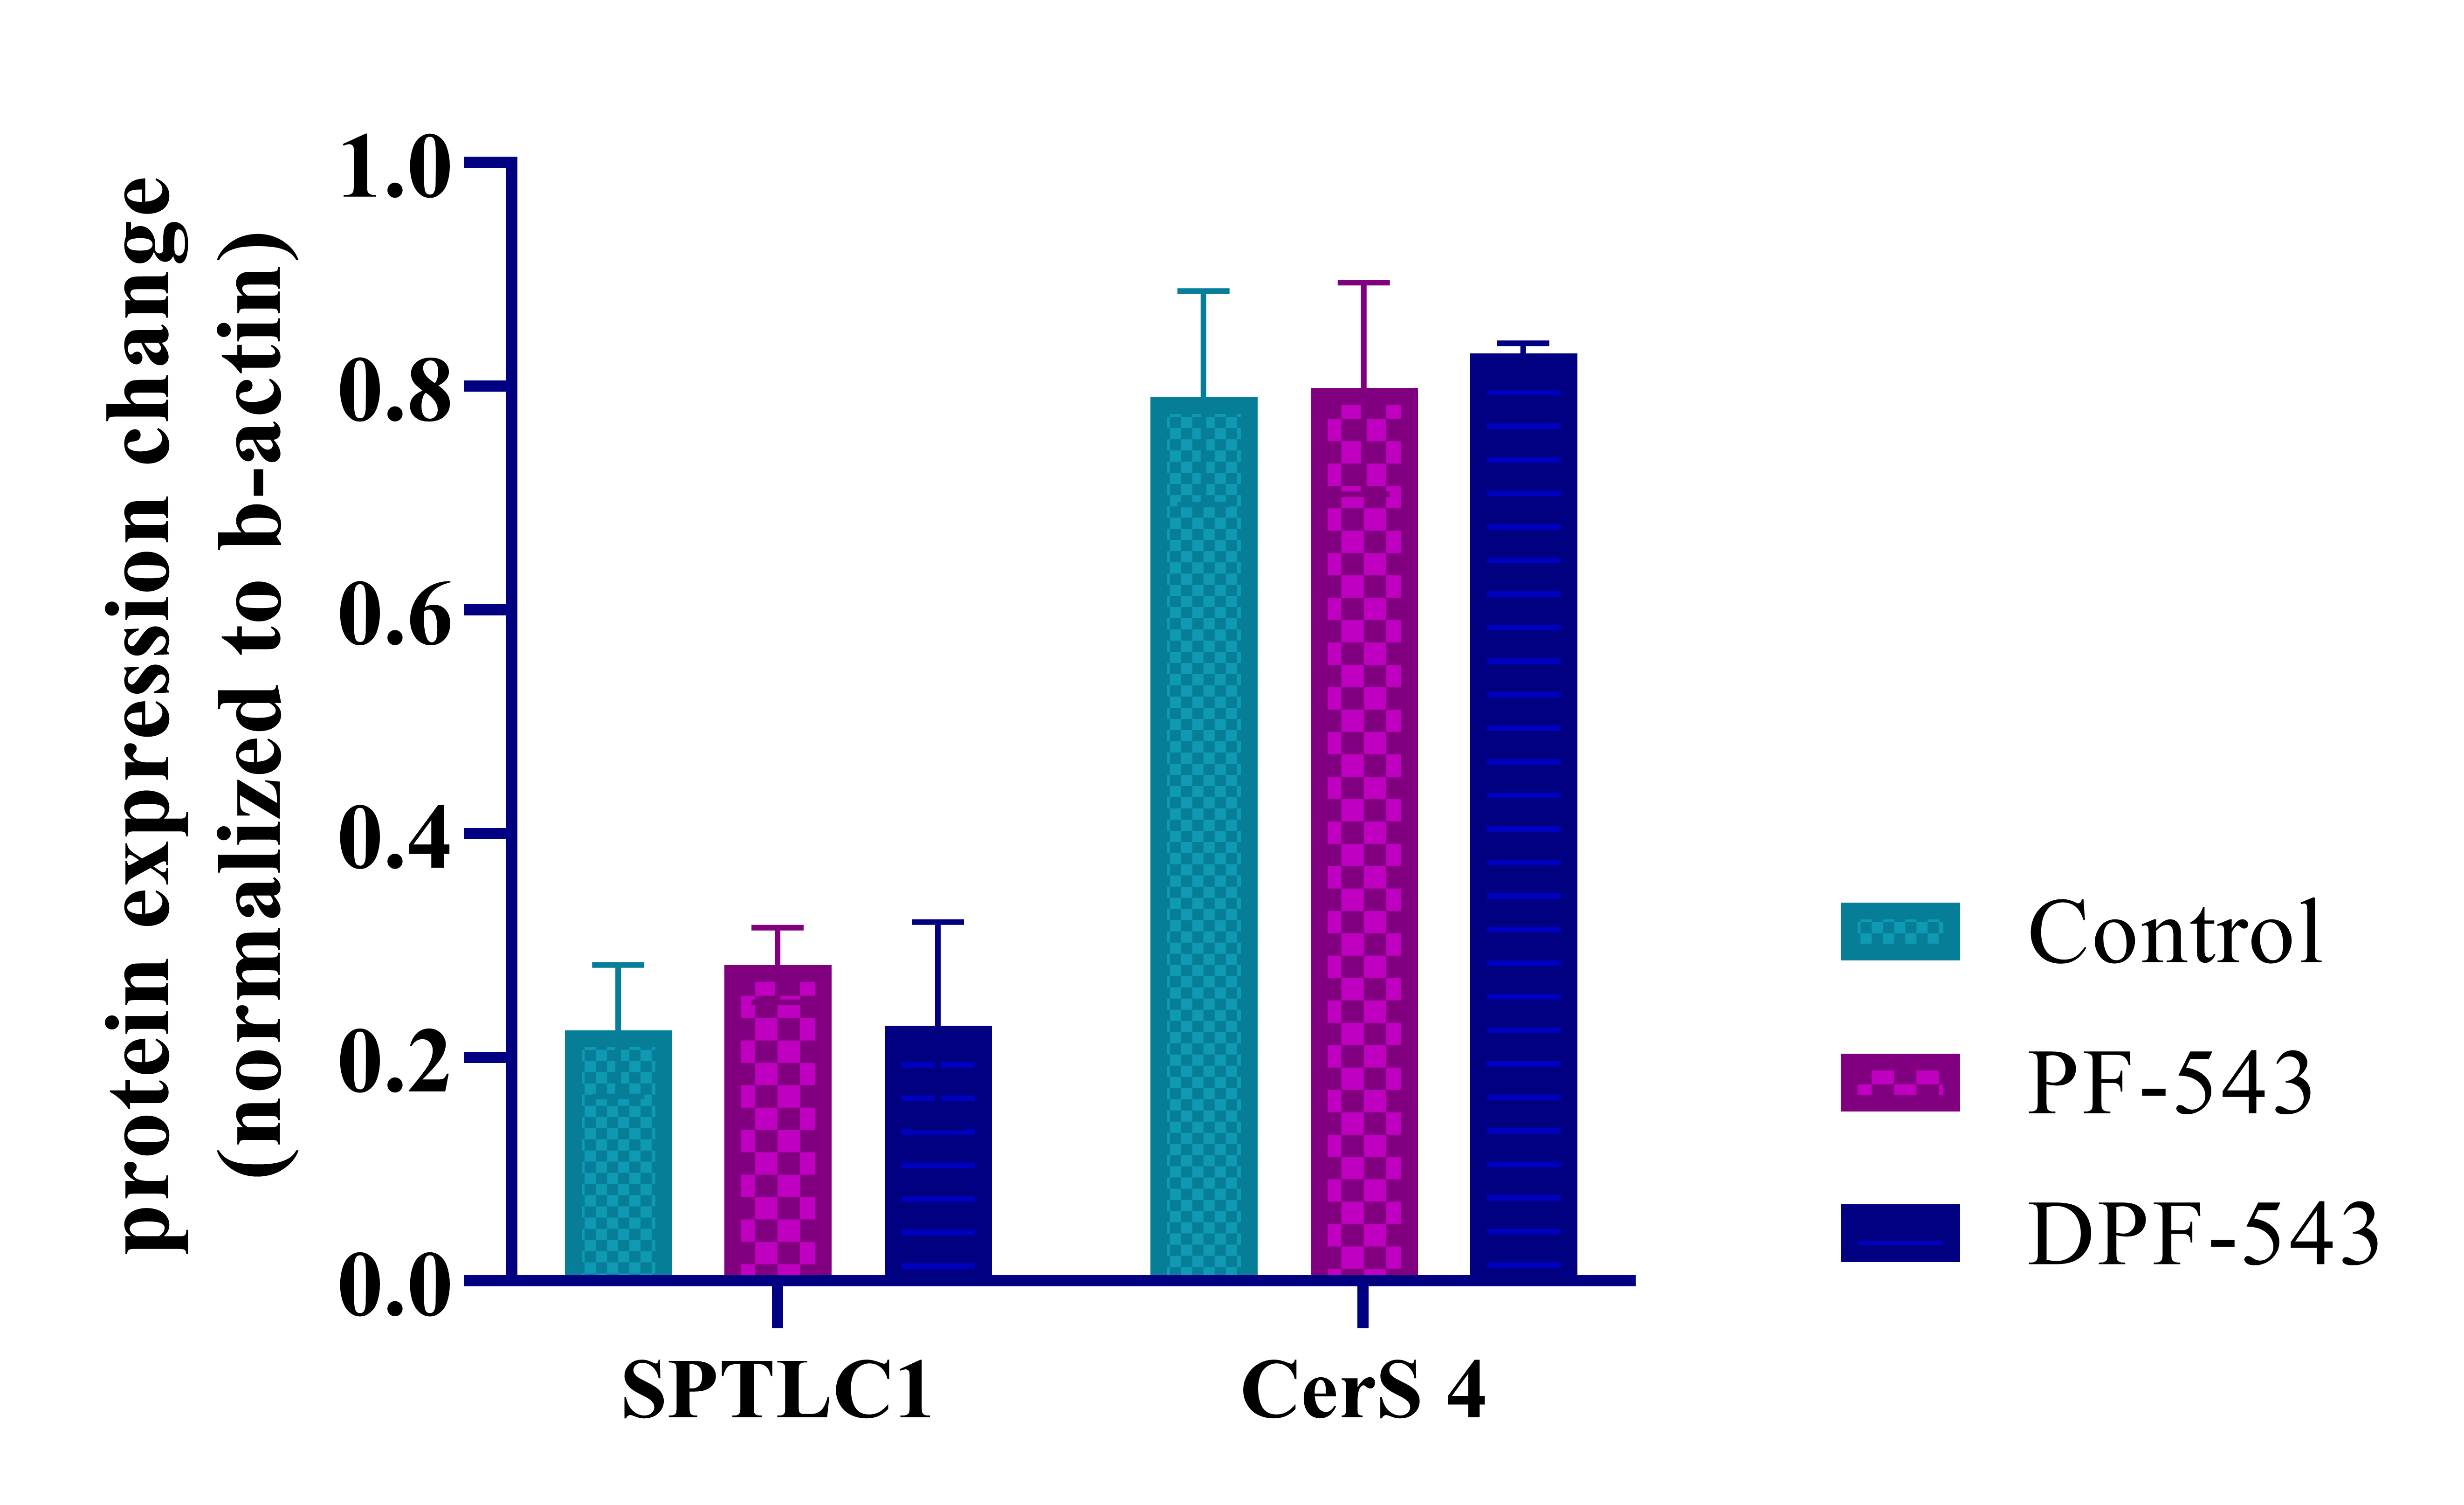 protein expression change
(normalized to b-actin)
1.0
0.8
0.6
0.4
0.2
0.0
SPTLC1
CerS 4
Control
PF-543
DPF-543